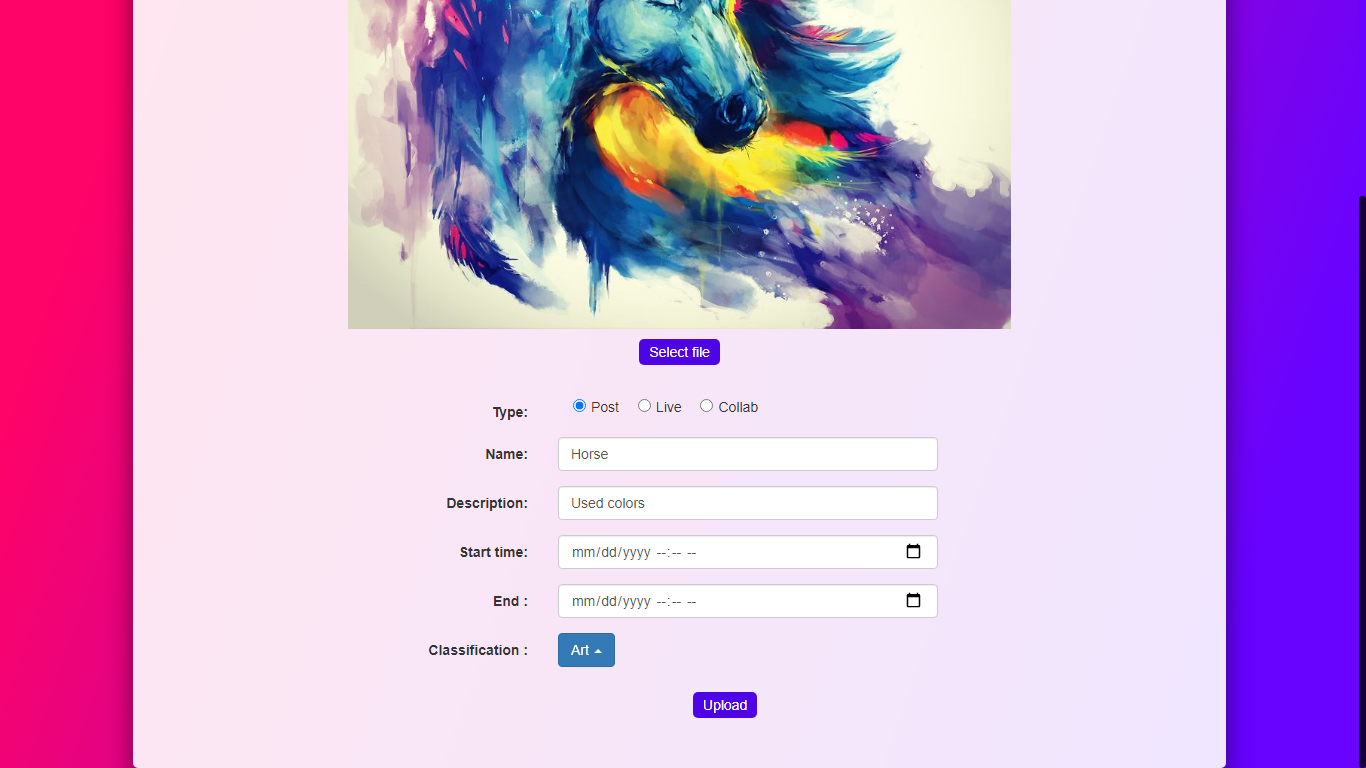 Select file
Type: Post Live Collab
Name: Horse
Description: Used colors
Start time: mm/dd/yyyy --:-- --
End : mm/dd/yyyy --:-- --
Classification : Art
Upload